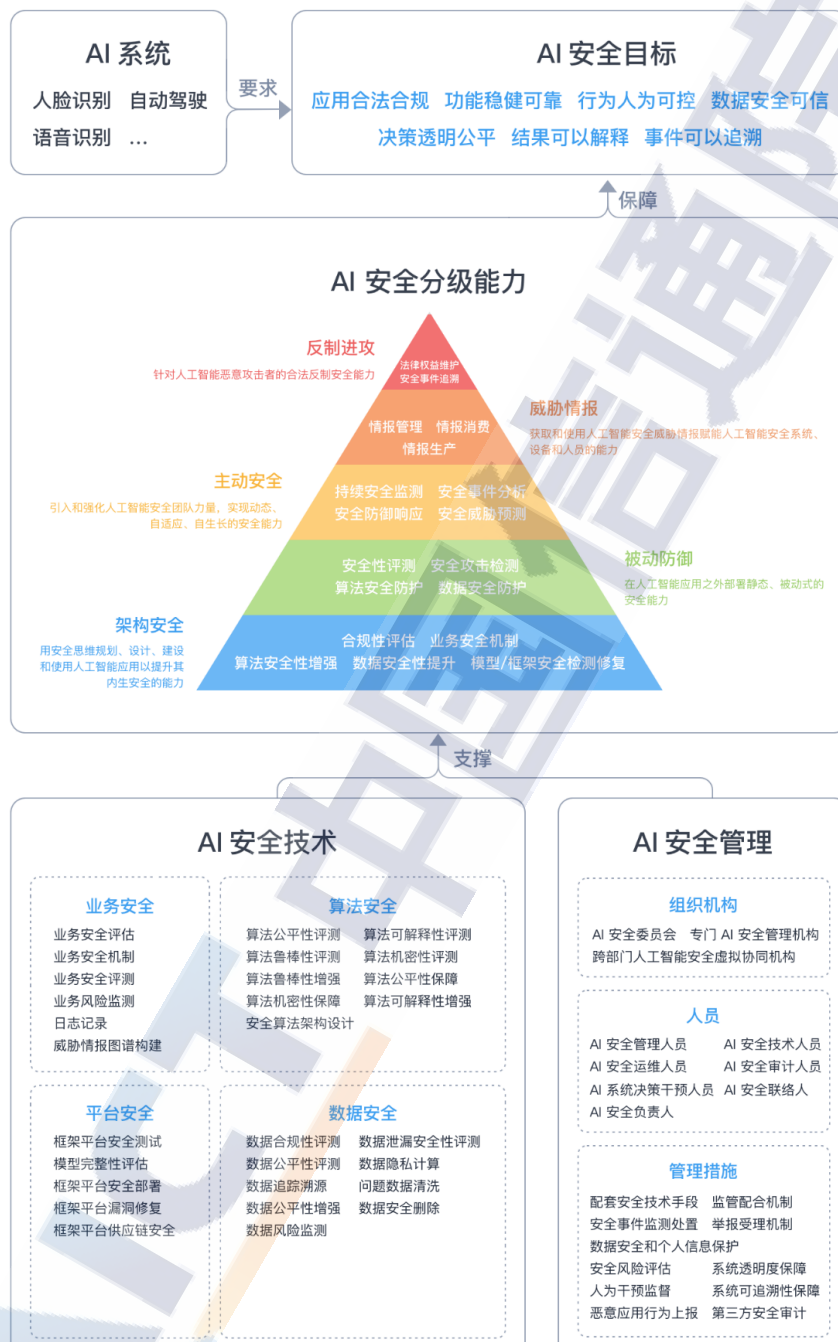 AI 系统
人脸识别 自动驾驶
语音识别 ...
要求
AI 安全目标
应用合法合规 功能稳健可靠 行为人为可控 数据安全可信
决策透明公平 结果可以解释 事件可以追溯
保障
AI 安全分级能力
反制进攻
针对人工智能恶意攻击者的合法反制安全能力
法律权益维护
安全事件追溯
威胁情报
获取和使用人工智能安全威胁情报赋能人工智能安全系统、
设备和人员的能力
情报管理 情报消费
情报生产
主动安全
引入和强化人工智能安全团队力量，实现动态、
自适应、自生长的安全能力
持续安全监测 安全事件分析
安全防御响应 安全威胁预测
被动防御
在人工智能应用之外部署静态、被动式的
安全能力
安全性评测 安全攻击检测
算法安全防护 数据安全防护
架构安全
用安全思维规划、设计、建设
和使用人工智能应用以提升其
内生安全的能力
合规性评估 业务安全机制
算法安全性增强 数据安全性提升 模型/框架安全检测修复
支撑
AI 安全技术
业务安全
业务安全评估
业务安全机制
业务安全评测
业务风险监测
日志记录
威胁情报图谱构建
算法安全
算法公平性评测 算法可解释性评测
算法鲁棒性评测 算法机密性评测
算法鲁棒性增强 算法公平性保障
算法机密性保障 算法可解释性增强
安全算法架构设计
平台安全
框架平台安全测试
模型完整性评估
框架平台安全部署
框架平台漏洞修复
框架平台供应链安全
数据安全
数据合规性评测 数据泄漏安全性评测
数据公平性评测 数据隐私计算
数据追踪溯源 问题数据清洗
数据公平性增强 数据安全删除
数据风险监测
AI 安全管理
组织机构
AI 安全委员会 专门 AI 安全管理机构
跨部门人工智能安全虚拟协同机构
人员
AI 安全管理人员 AI 安全技术人员
AI 安全运维人员 AI 安全审计人员
AI 系统决策干预人员 AI 安全联络人
AI 安全负责人
管理措施
配套安全技术手段 监管配合机制
安全事件监测处置 举报受理机制
数据安全和个人信息保护
安全风险评估 系统透明度保障
人为干预监督 系统可追溯性保障
恶意应用行为上报 第三方安全审计
ICT 中国信通院